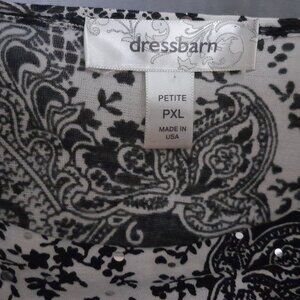 dressbarn
PETITE
PXL
MADE IN
USA